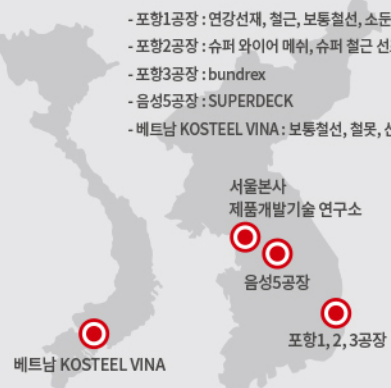 - 포항1공장 : 연강선재, 철근, 보통철선, 소둔
- 포항2공장 : 슈퍼 와이어 메쉬, 슈퍼 철근 선
- 포항3공장 : bundrex
- 음성5공장 : SUPERDECK
- 베트남 KOSTEEL VINA : 보통철선, 철못,
서울본사
제품개발기술 연구소
음성5공장
포항1, 2, 3공장
베트남 KOSTEEL VINA